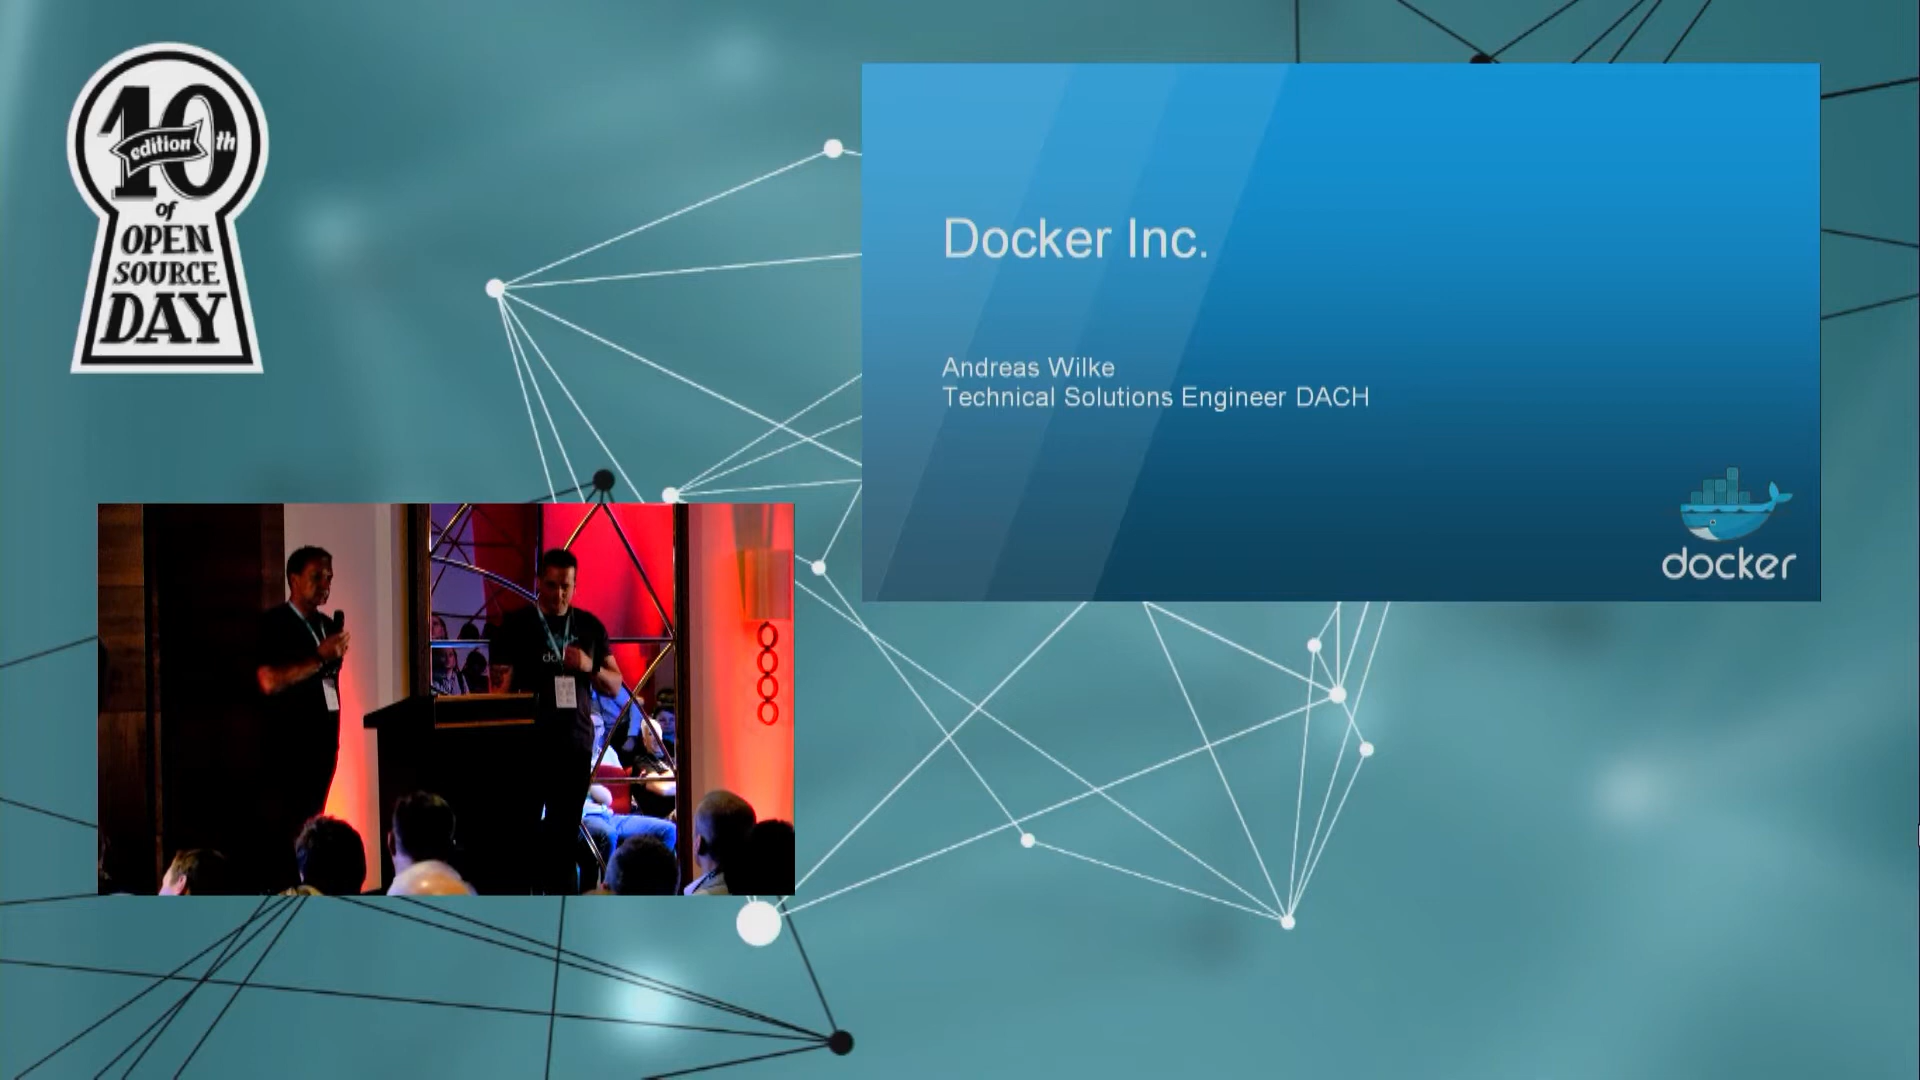 10th
edition
of
OPEN
SOURCE
DAY
Docker Inc.
Andreas Wilke
Technical Solutions Engineer DACH
docker